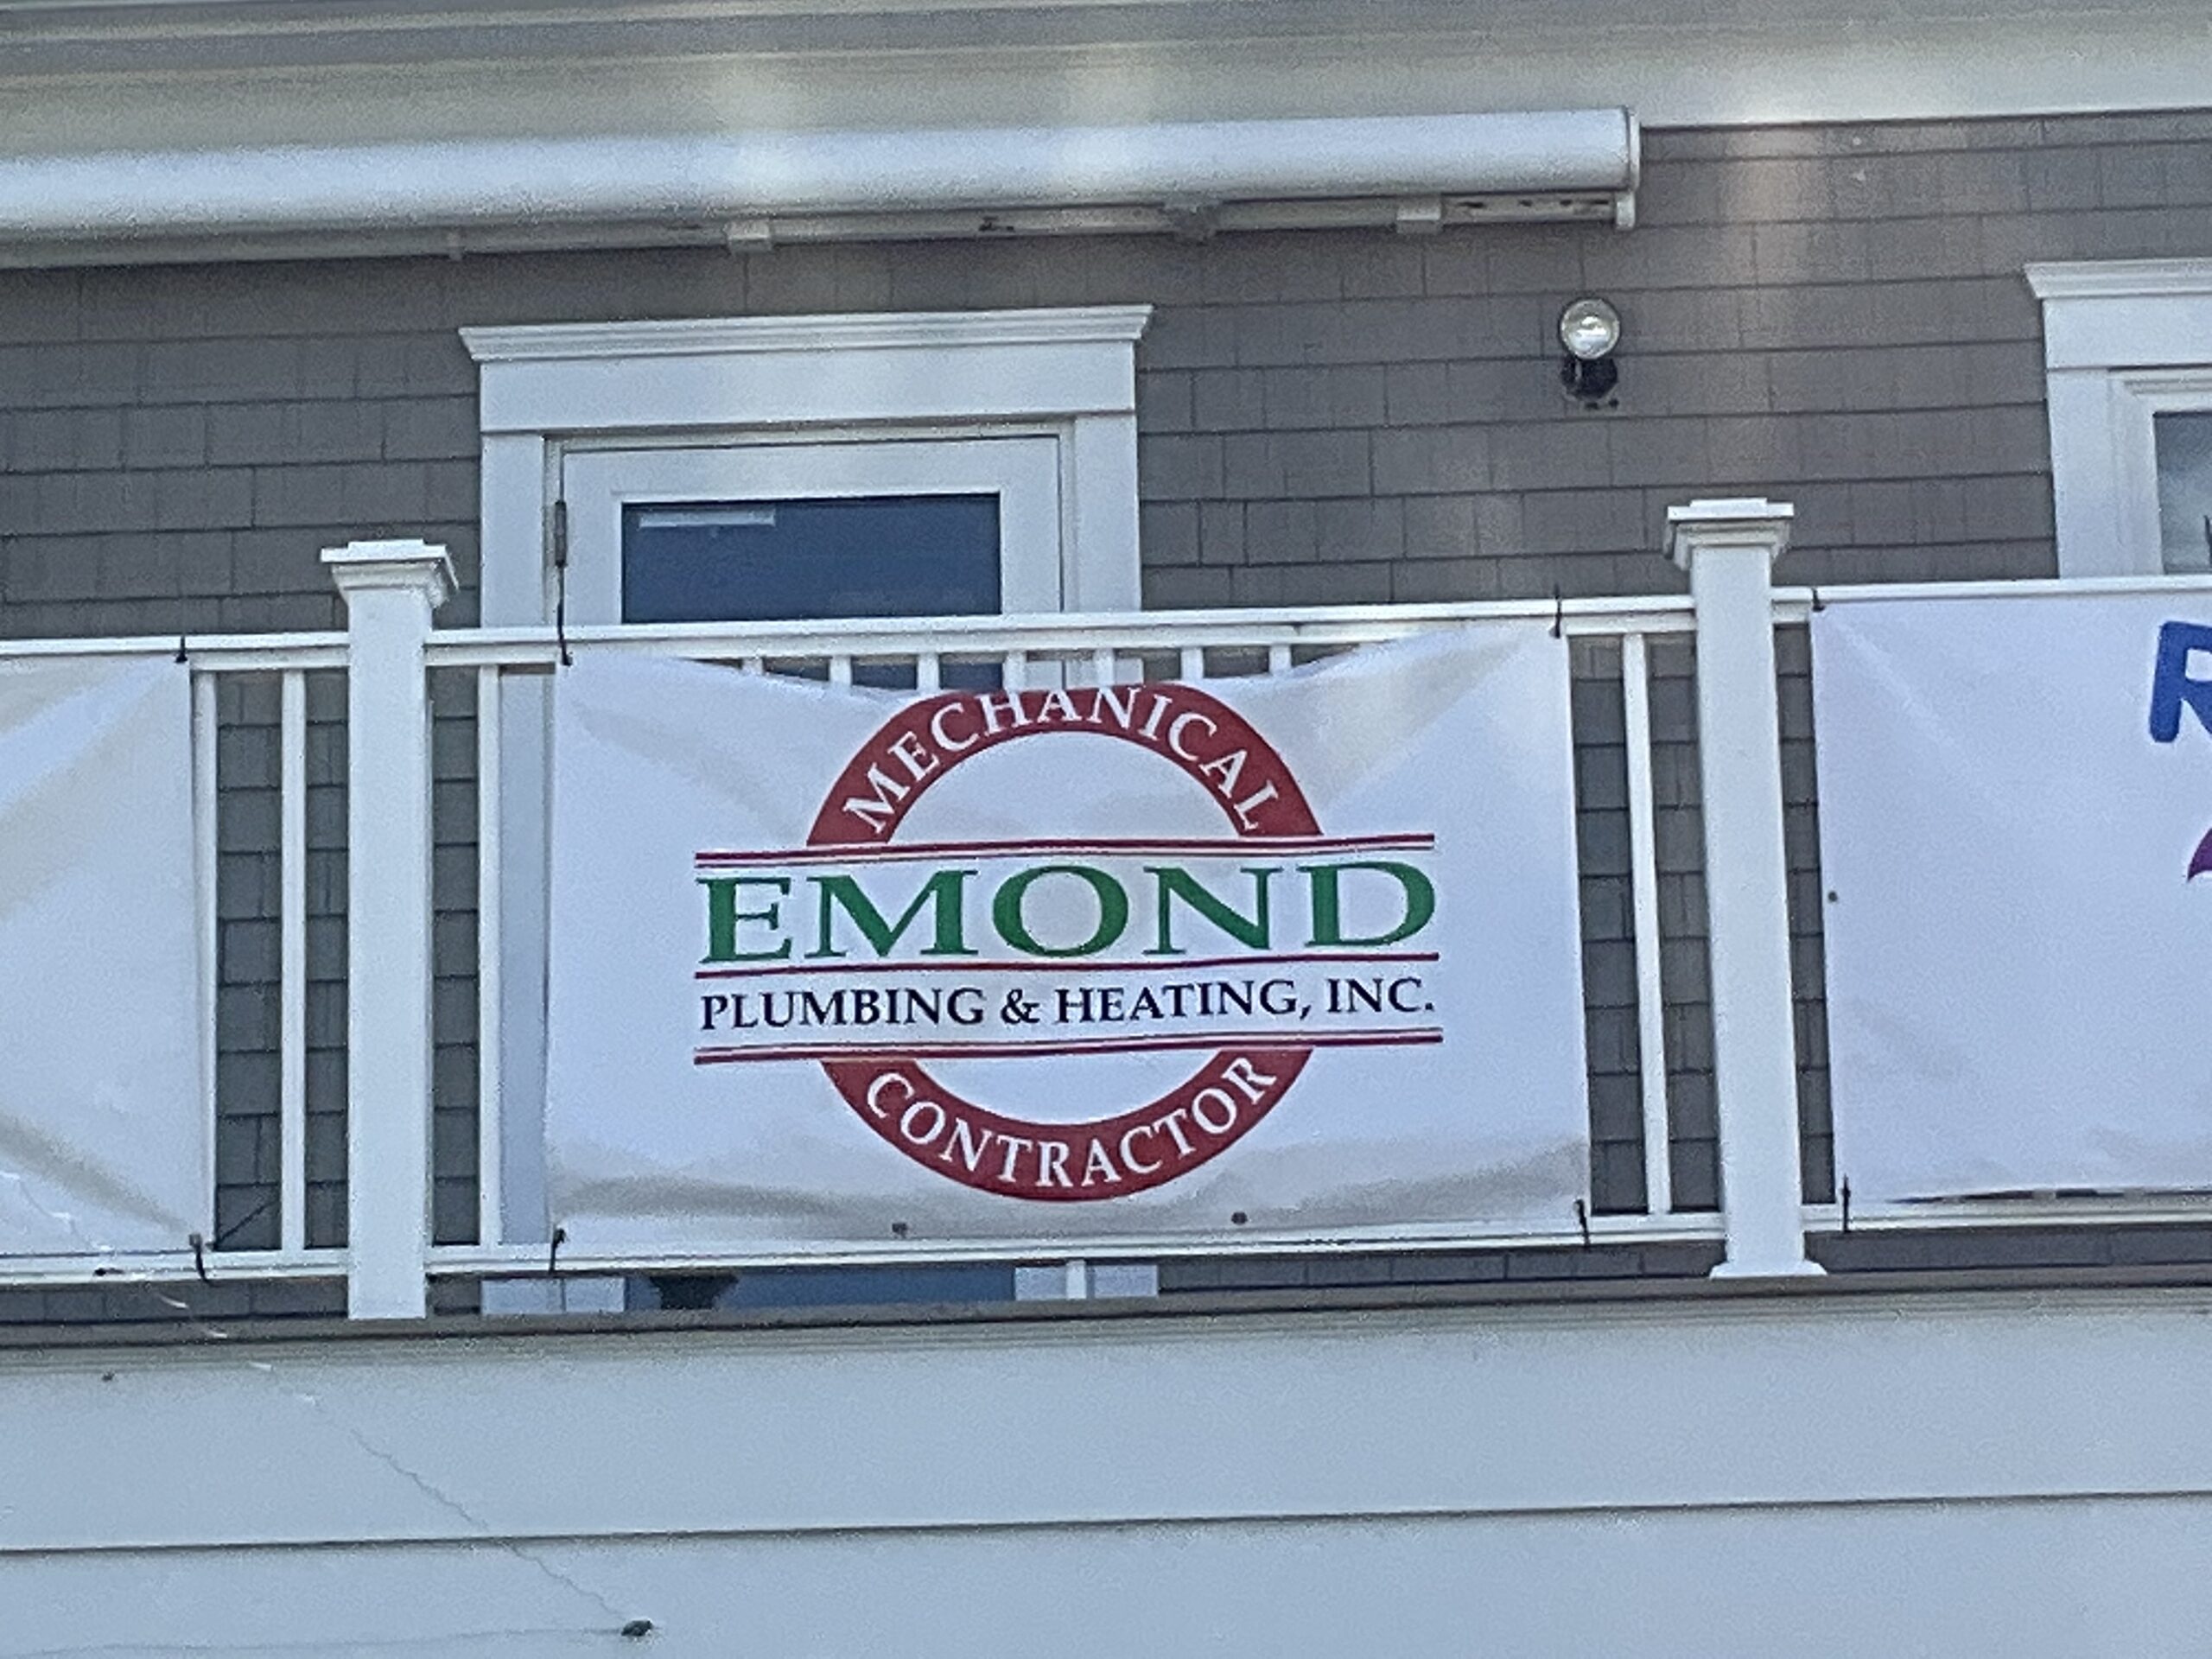 MECHANICAL
EMOND
PLUMBING & HEATING, INC.
CONTRACTOR
R